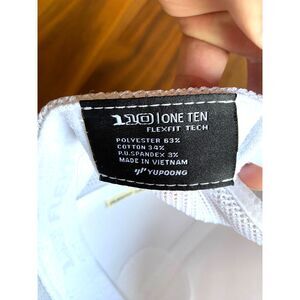 110 | ONE TEN
FLEXFIT TECH
POLYESTER 63%
COTTON 34%
P.U.SPANDEX 3%
MADE IN VIETNAM
YUPOONG